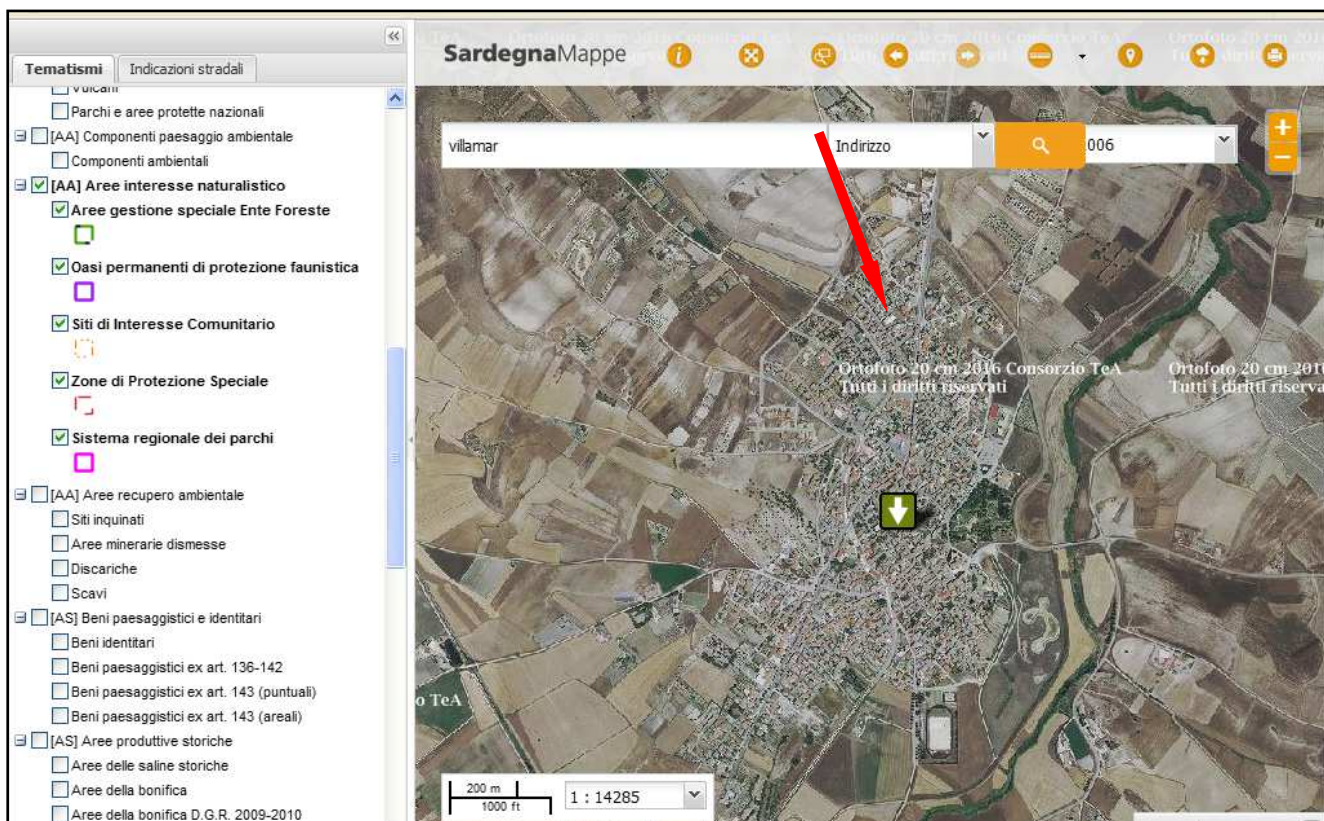 Tematismi
Indicazioni stradali
Vulcani
Parchi e aree protette nazionali
[AA] Componenti paesaggio ambientale
Componenti ambientali
[AA] Aree interesse naturalistico
Aree gestione speciale Ente Foreste
Oasi permanenti di protezione faunistica
Siti di Interesse Comunitario
Zone di Protezione Speciale
Sistema regionale dei parchi
[AA] Aree recupero ambientale
Siti inquinati
Aree minerarie dismesse
Discariche
Scavi
[AS] Beni paesaggistici e identitari
Beni identitari
Beni paesaggistici ex art. 136-142
Beni paesaggistici ex art. 143 (puntuali)
Beni paesaggistici ex art. 143 (areali)
[AS] Aree produttive storiche
Aree delle saline storiche
Aree della bonifica
Aree della bonifica D.G.R. 2009-2010
SardegnaMappe
villamar
Indirizzo
006
Ortofoto 20 cm 2016 Consorzio TeA
Tutti i diritti riservati
Ortofoto 20 cm 2016
Tutti i diritti riserva
o TeA
200 m
1000 ft
1 : 14285